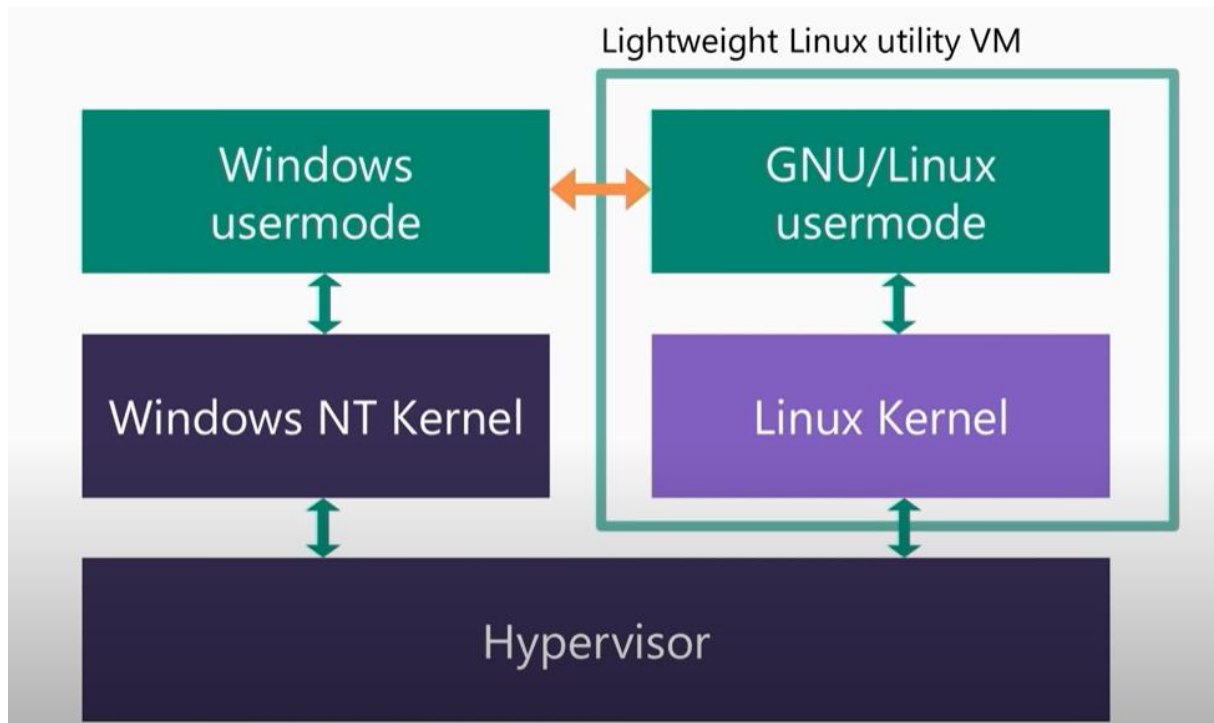 Lightweight Linux utility VM
Windows
usermode
GNU/Linux
usermode
Windows NT Kernel
Linux Kernel
Hypervisor